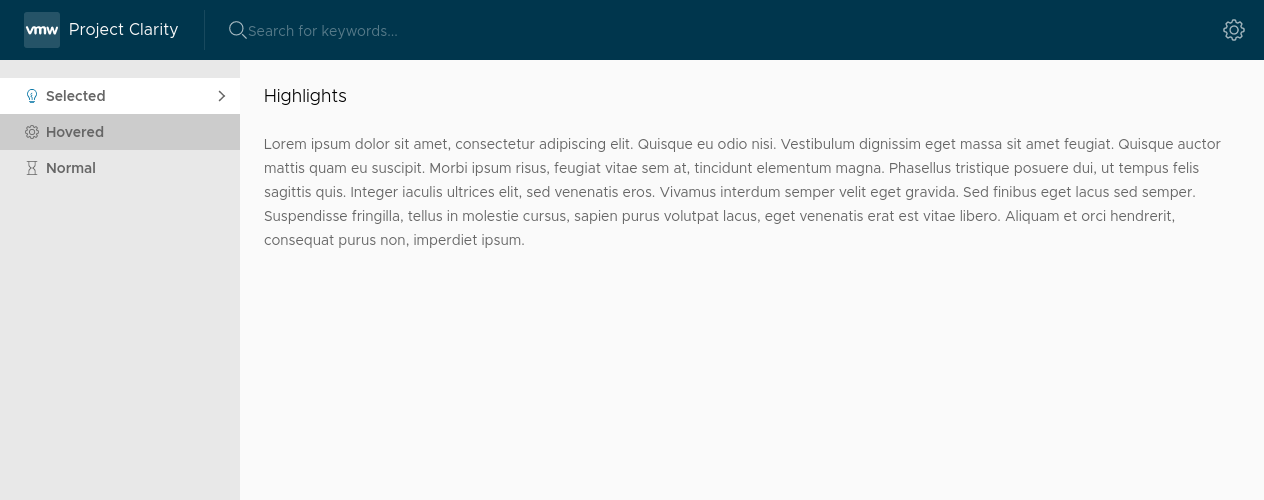 vmw Project Clarity Search for keywords...
Selected
Hovered
Normal
Highlights
Lorem ipsum dolor sit amet, consectetur adipiscing elit. Quisque eu odio nisi. Vestibulum dignissim eget massa sit amet feugiat. Quisque auctor
mattis quam eu suscipit. Morbi ipsum risus, feugiat vitae sem at, tincidunt elementum magna. Phasellus tristique posuere dui, ut tempus felis
sagittis quis. Integer iaculis ultrices elit, sed venenatis eros. Vivamus interdum semper velit eget gravida. Sed finibus eget lacus sed semper.
Suspendisse fringilla, tellus in molestie cursus, sapien purus volutpat lacus, eget venenatis erat est vitae libero. Aliquam et orci hendrerit,
consequat purus non, imperdiet ipsum.